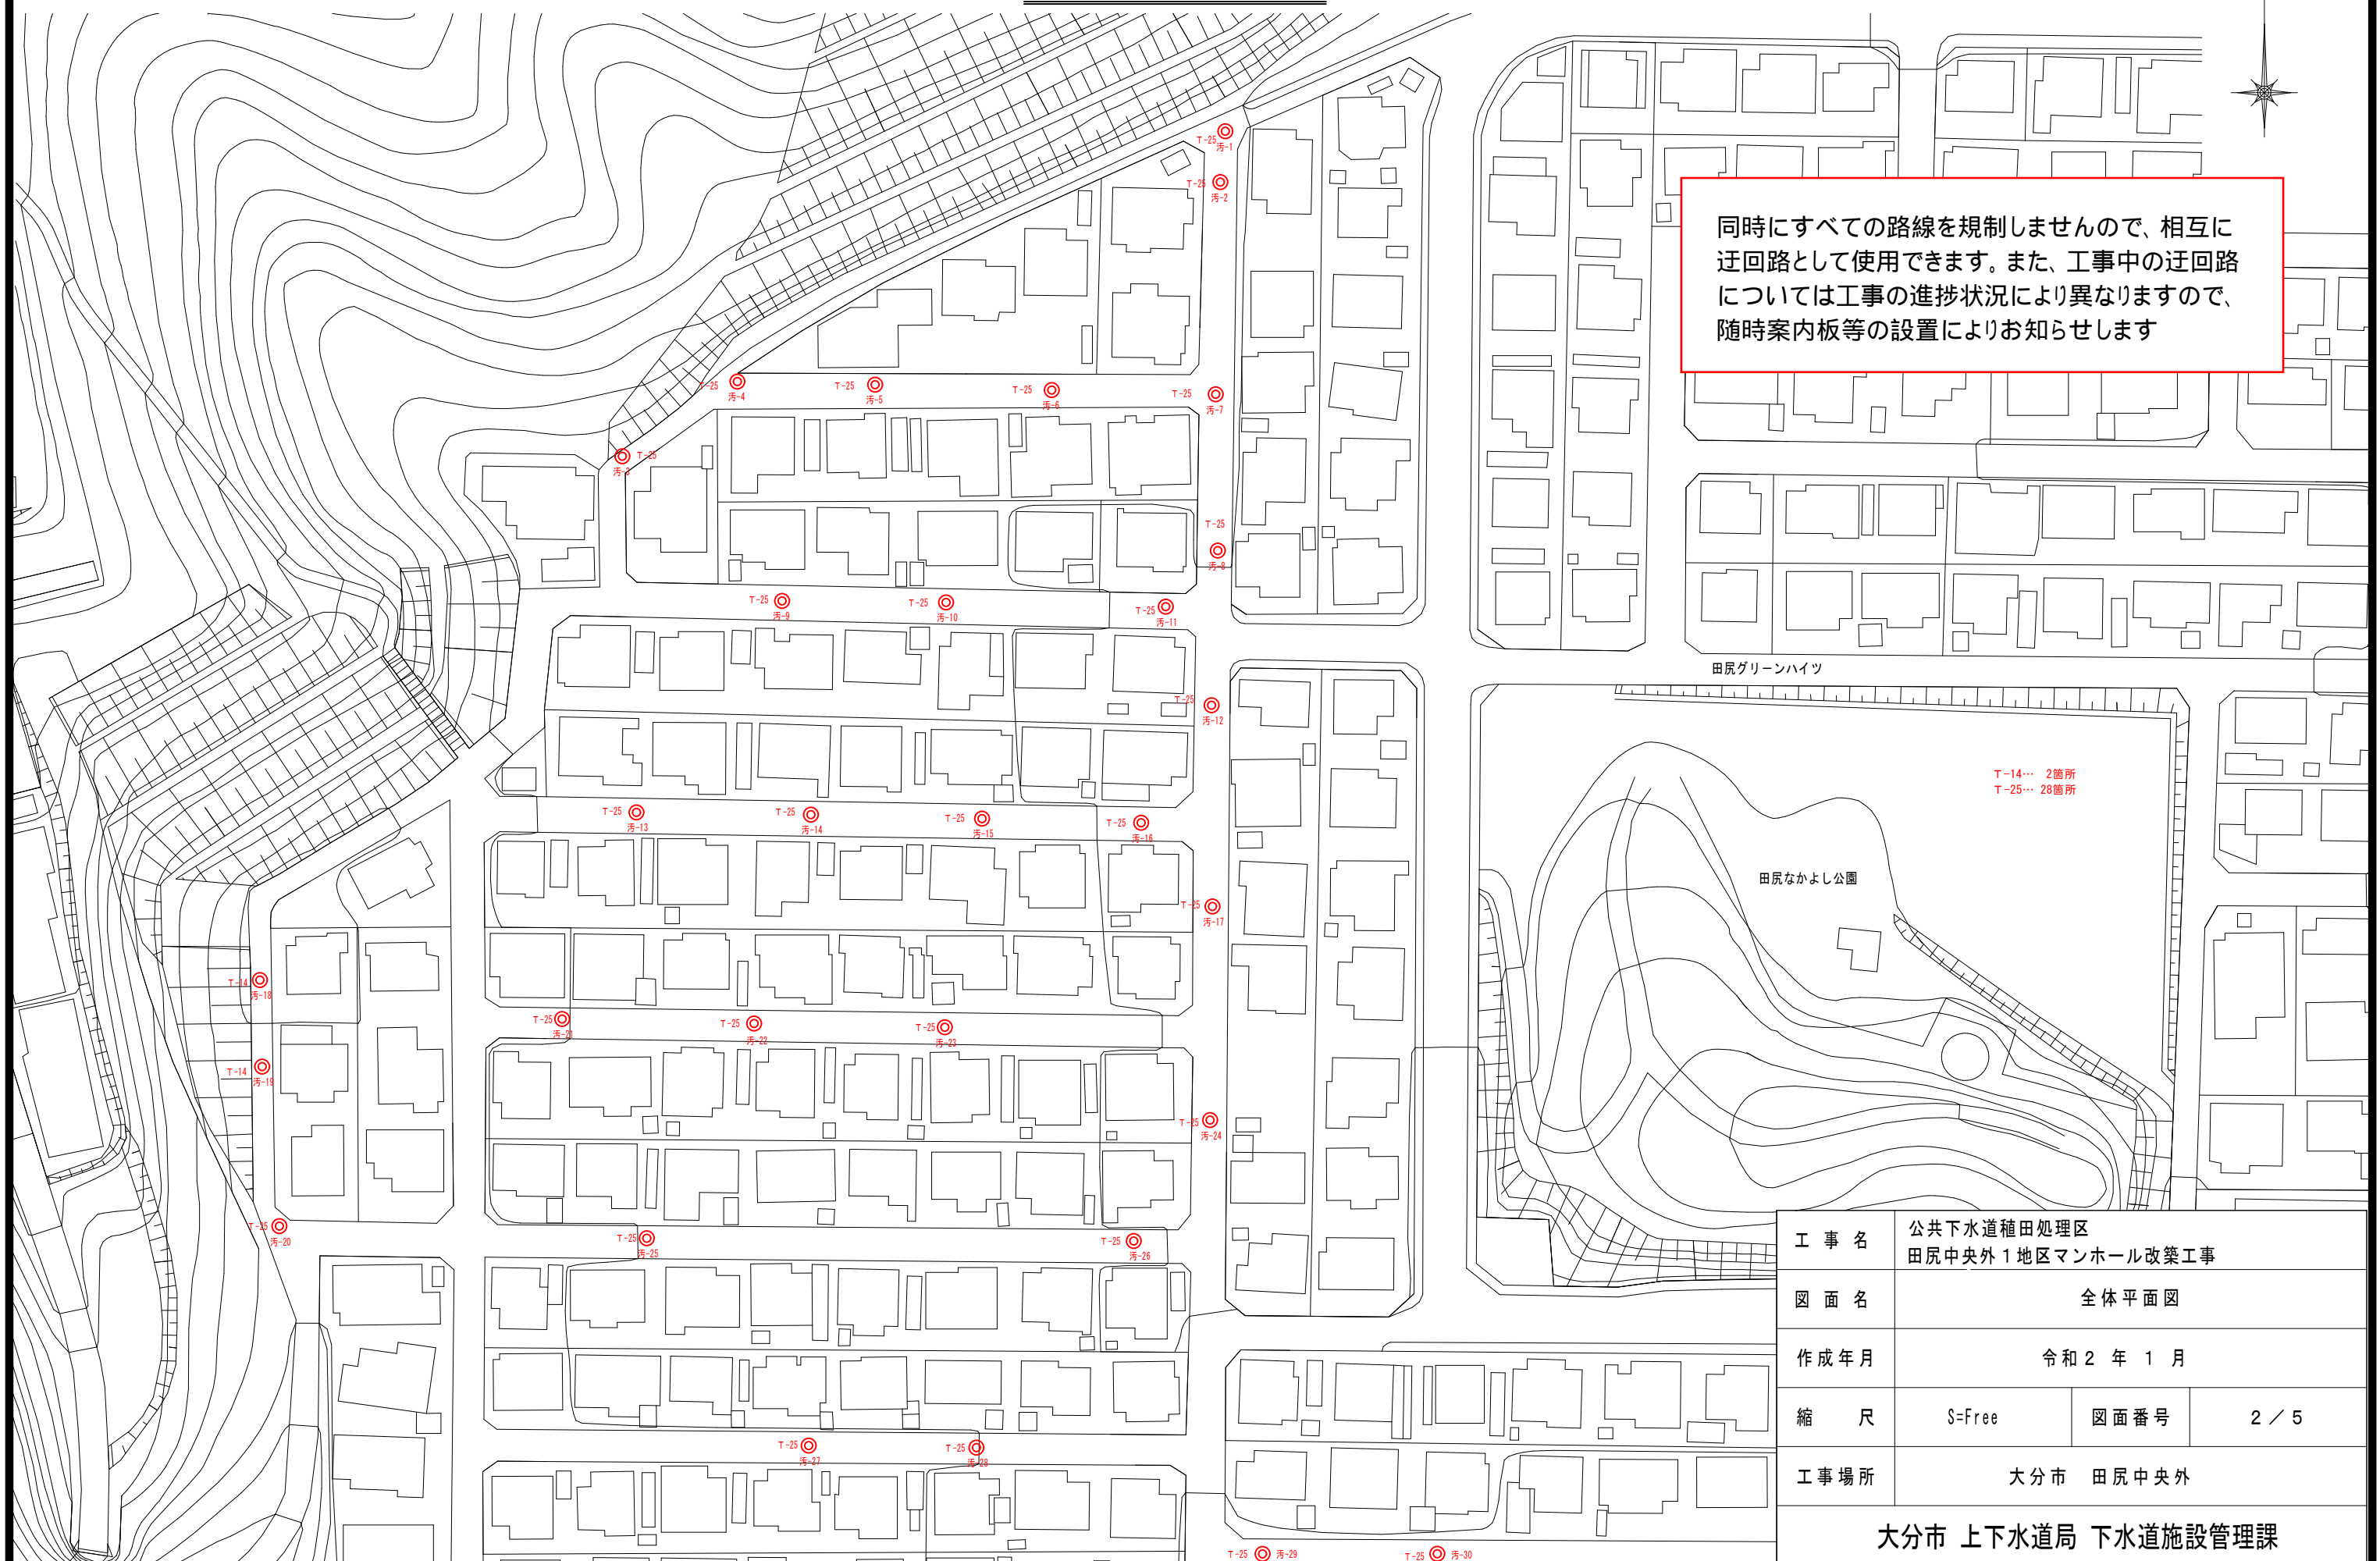 T-25 汚-1
T-25 汚-2
同時にすべての路線を規制しませんので、相互に
迂回路として使用できます。また、工事中の迂回路
については工事の進捗状況により異なりますので、
随時案内板等の設置によりお知らせします
T-25 汚-4
T-25 汚-5
T-25 汚-6
T-25 汚-7
T-25 汚-3
T-25 汚-8
T-25 汚-9
T-25 汚-10
T-25 汚-11
田尻グリーンハイツ
T-25 汚-12
T-14… 2箇所
T-25… 28箇所
T-25 汚-13
T-25 汚-14
T-25 汚-15
T-25 汚-16
田尻なかよし公園
T-25 汚-17
T-14 汚-18
T-25 汚-21
T-25 汚-22
T-25 汚-23
T-14 汚-19
T-25 汚-24
T-25 汚-20
T-25 汚-25
T-25 汚-26
T-25 汚-27
T-25 汚-28
T-25 汚-29
T-25 汚-30
工事名 公共下水道稙田処理区
田尻中央外1地区マンホール改築工事
図面名 全体平面図
作成年月 令和2年1月
縮尺 S=Free 図面番号 2/5
工事場所 大分市 田尻中央外
大分市 上下水道局 下水道施設管理課